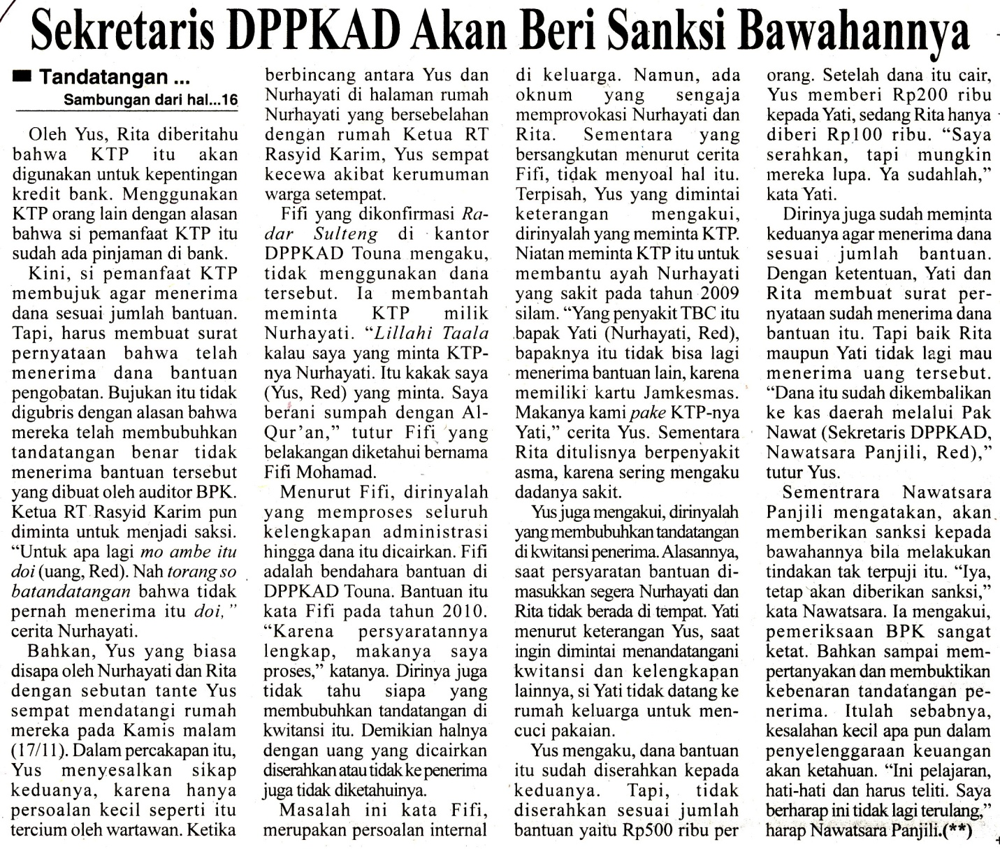 Sekretaris DPPKAD Akan Beri Sanksi Bawahannya
■ Tandatangan ...
Sambungan dari hal...16
Oleh Yus, Rita diberitahu
bahwa KTP itu akan
digunakan untuk kepentingan
kredit bank. Menggunakan
KTP orang lain dengan alasan
bahwa si pemanfaat KTP itu
sudah ada pinjaman di bank.
Kini, si pemanfaat KTP
membujuk agar menerima
dana sesuai jumlah bantuan.
Tapi, harus membuat surat
pernyataan bahwa telah
menerima dana bantuan
pengobatan. Bujukan itu tidak
digubris dengan alasan bahwa
mereka telah membubuhkan
tandatangan benar tidak
menerima bantuan tersebut
yang dibuat oleh auditor BPK.
Ketua RT Rasyid Karim pun
diminta untuk menjadi saksi.
“Untuk apa lagi mo ambe itu
doi (uang, Red). Nah torang so
batandatangan bahwa tidak
pernah menerima itu doi,”
cerita Nurhayati.
Bahkan, Yus yang biasa
disapa oleh Nurhayati dan Rita
dengan sebutan tante Yus
sempat mendatangi rumah
mereka pada Kamis malam
(17/11). Dalam percakapan itu,
Yus menyesalkan sikap
keduanya, karena hanya
persoalan kecil seperti itu
tercium oleh wartawan. Ketika
berbincang antara Yus dan
Nurhayati di halaman rumah
Nurhayati yang bersebelahan
dengan rumah Ketua RT
Rasyid Karim, Yus sempat
kecewa akibat kerumuman
warga setempat.
Fifi yang dikonfirmasi Ra-
dar Sulteng di kantor
DPPKAD Touna mengaku,
tidak menggunakan dana
tersebut. Ia membantah
meminta KTP milik
Nurhayati. “Lillahi Taala
kalau saya yang minta KTP-
nya Nurhayati. Itu kakak saya
(Yus, Red) yang minta. Saya
berani sumpah dengan Al-
Qur’an,” tutur Fifi yang
belakangan diketahui bernama
Fifi Mohamad.
Menurut Fifi, dirinyalah
yang memproses seluruh
kelengkapan administrasi
hingga dana itu dicairkan. Fifi
adalah bendahara bantuan di
DPPKAD Touna. Bantuan itu
kata Fifi pada tahun 2010.
“Karena persyaratannya
lengkap, makanya saya
proses,” katanya. Dirinya juga
tidak tahu siapa yang
membubuhkan tandatangan di
kwitansi itu. Demikian halnya
dengan uang yang dicairkan
diserahkan atau tidak ke penerima
juga tidak diketahuinya.
Masalah ini kata Fifi,
merupakan persoalan internal
di keluarga. Namun, ada
oknum yang sengaja
memprovokasi Nurhayati dan
Rita. Sementara yang
bersangkutan menurut cerita
Fifi, tidak menyoal hal itu.
Terpisah, Yus yang dimintai
keterangan mengakui,
dirinyalah yang meminta KTP.
Niatan meminta KTP itu untuk
membantu ayah Nurhayati
yang sakit pada tahun 2009
silam. “Yang penyakit TBC itu
bapak Yati (Nurhayati, Red),
bapaknya itu tidak bisa lagi
menerima bantuan lain, karena
memiliki kartu Jamkesmas.
Makanya kami pake KTP-nya
Yati,” cerita Yus. Sementara
Rita ditulisnya berpenyakit
asma, karena sering mengaku
dadanya sakit.
Yus juga mengakui, dirinyalah
yang membubuhkan tandatangan
di kwitansi penerima. Alasannya,
saat persyaratan bantuan di-
masukkan segera Nurhayati dan
Rita tidak berada di tempat. Yati
menurut keterangan Yus, saat
ingin dimintai menandatangani
kwitansi dan kelengkapan
lainnya, si Yati tidak datang ke
rumah keluarga untuk men-
cuci pakaian.
Yus mengaku, dana bantuan
itu sudah diserahkan kepada
keduanya. Tapi, tidak
diserahkan sesuai jumlah
bantuan yaitu Rp500 ribu per
orang. Setelah dana itu cair,
Yus memberi Rp200 ribu
kepada Yati, sedang Rita hanya
diberi Rp100 ribu. “Saya
serahkan, tapi mungkin
mereka lupa. Ya sudahlah,”
kata Yati.
Dirinya juga sudah meminta
keduanya agar menerima dana
sesuai jumlah bantuan.
Dengan ketentuan, Yati dan
Rita membuat surat per-
nyataan sudah menerima dana
bantuan itu. Tapi baik Rita
maupun Yati tidak lagi mau
menerima uang tersebut.
“Dana itu sudah dikembalikan
ke kas daerah melalui Pak
Nawat (Sekretaris DPPKAD,
Nawatsara Panjili, Red),”
tutur Yus.
Sementrara Nawatsara
Panjili mengatakan, akan
memberikan sanksi kepada
bawahannya bila melakukan
tindakan tak terpuji itu. “Iya,
tetap akan diberikan sanksi,”
kata Nawatsara. Ia mengakui,
pemeriksaan BPK sangat
ketat. Bahkan sampai mem-
pertanyakan dan membuktikan
kebenaran tandatangan pe-
nerima. Itulah sebabnya,
kesalahan kecil apa pun dalam
penyelenggaraan keuangan
akan ketahuan. “Ini pelajaran,
hati-hati dan harus teliti. Saya
berharap ini tidak lagi terulang,”
harap Nawatsara Panjili.(**)